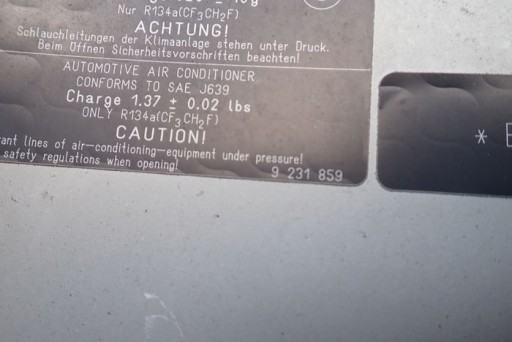 Nur R134a(CF3CH2F)
ACHTUNG!
Schlauchleitungen der Klimaanlage stehen unter Druck.
Beim Öffnen Sicherheitsvorschriften beachten!
AUTOMOTIVE AIR CONDITIONER
CONFORMS TO SAE J639
Charge 1.37 ± 0.02 lbs
ONLY R134a(CF3CH2F)
CAUTION!
lines of air-conditioning-equipment under pressure!
safety regulations when opening!
9 231 859
*